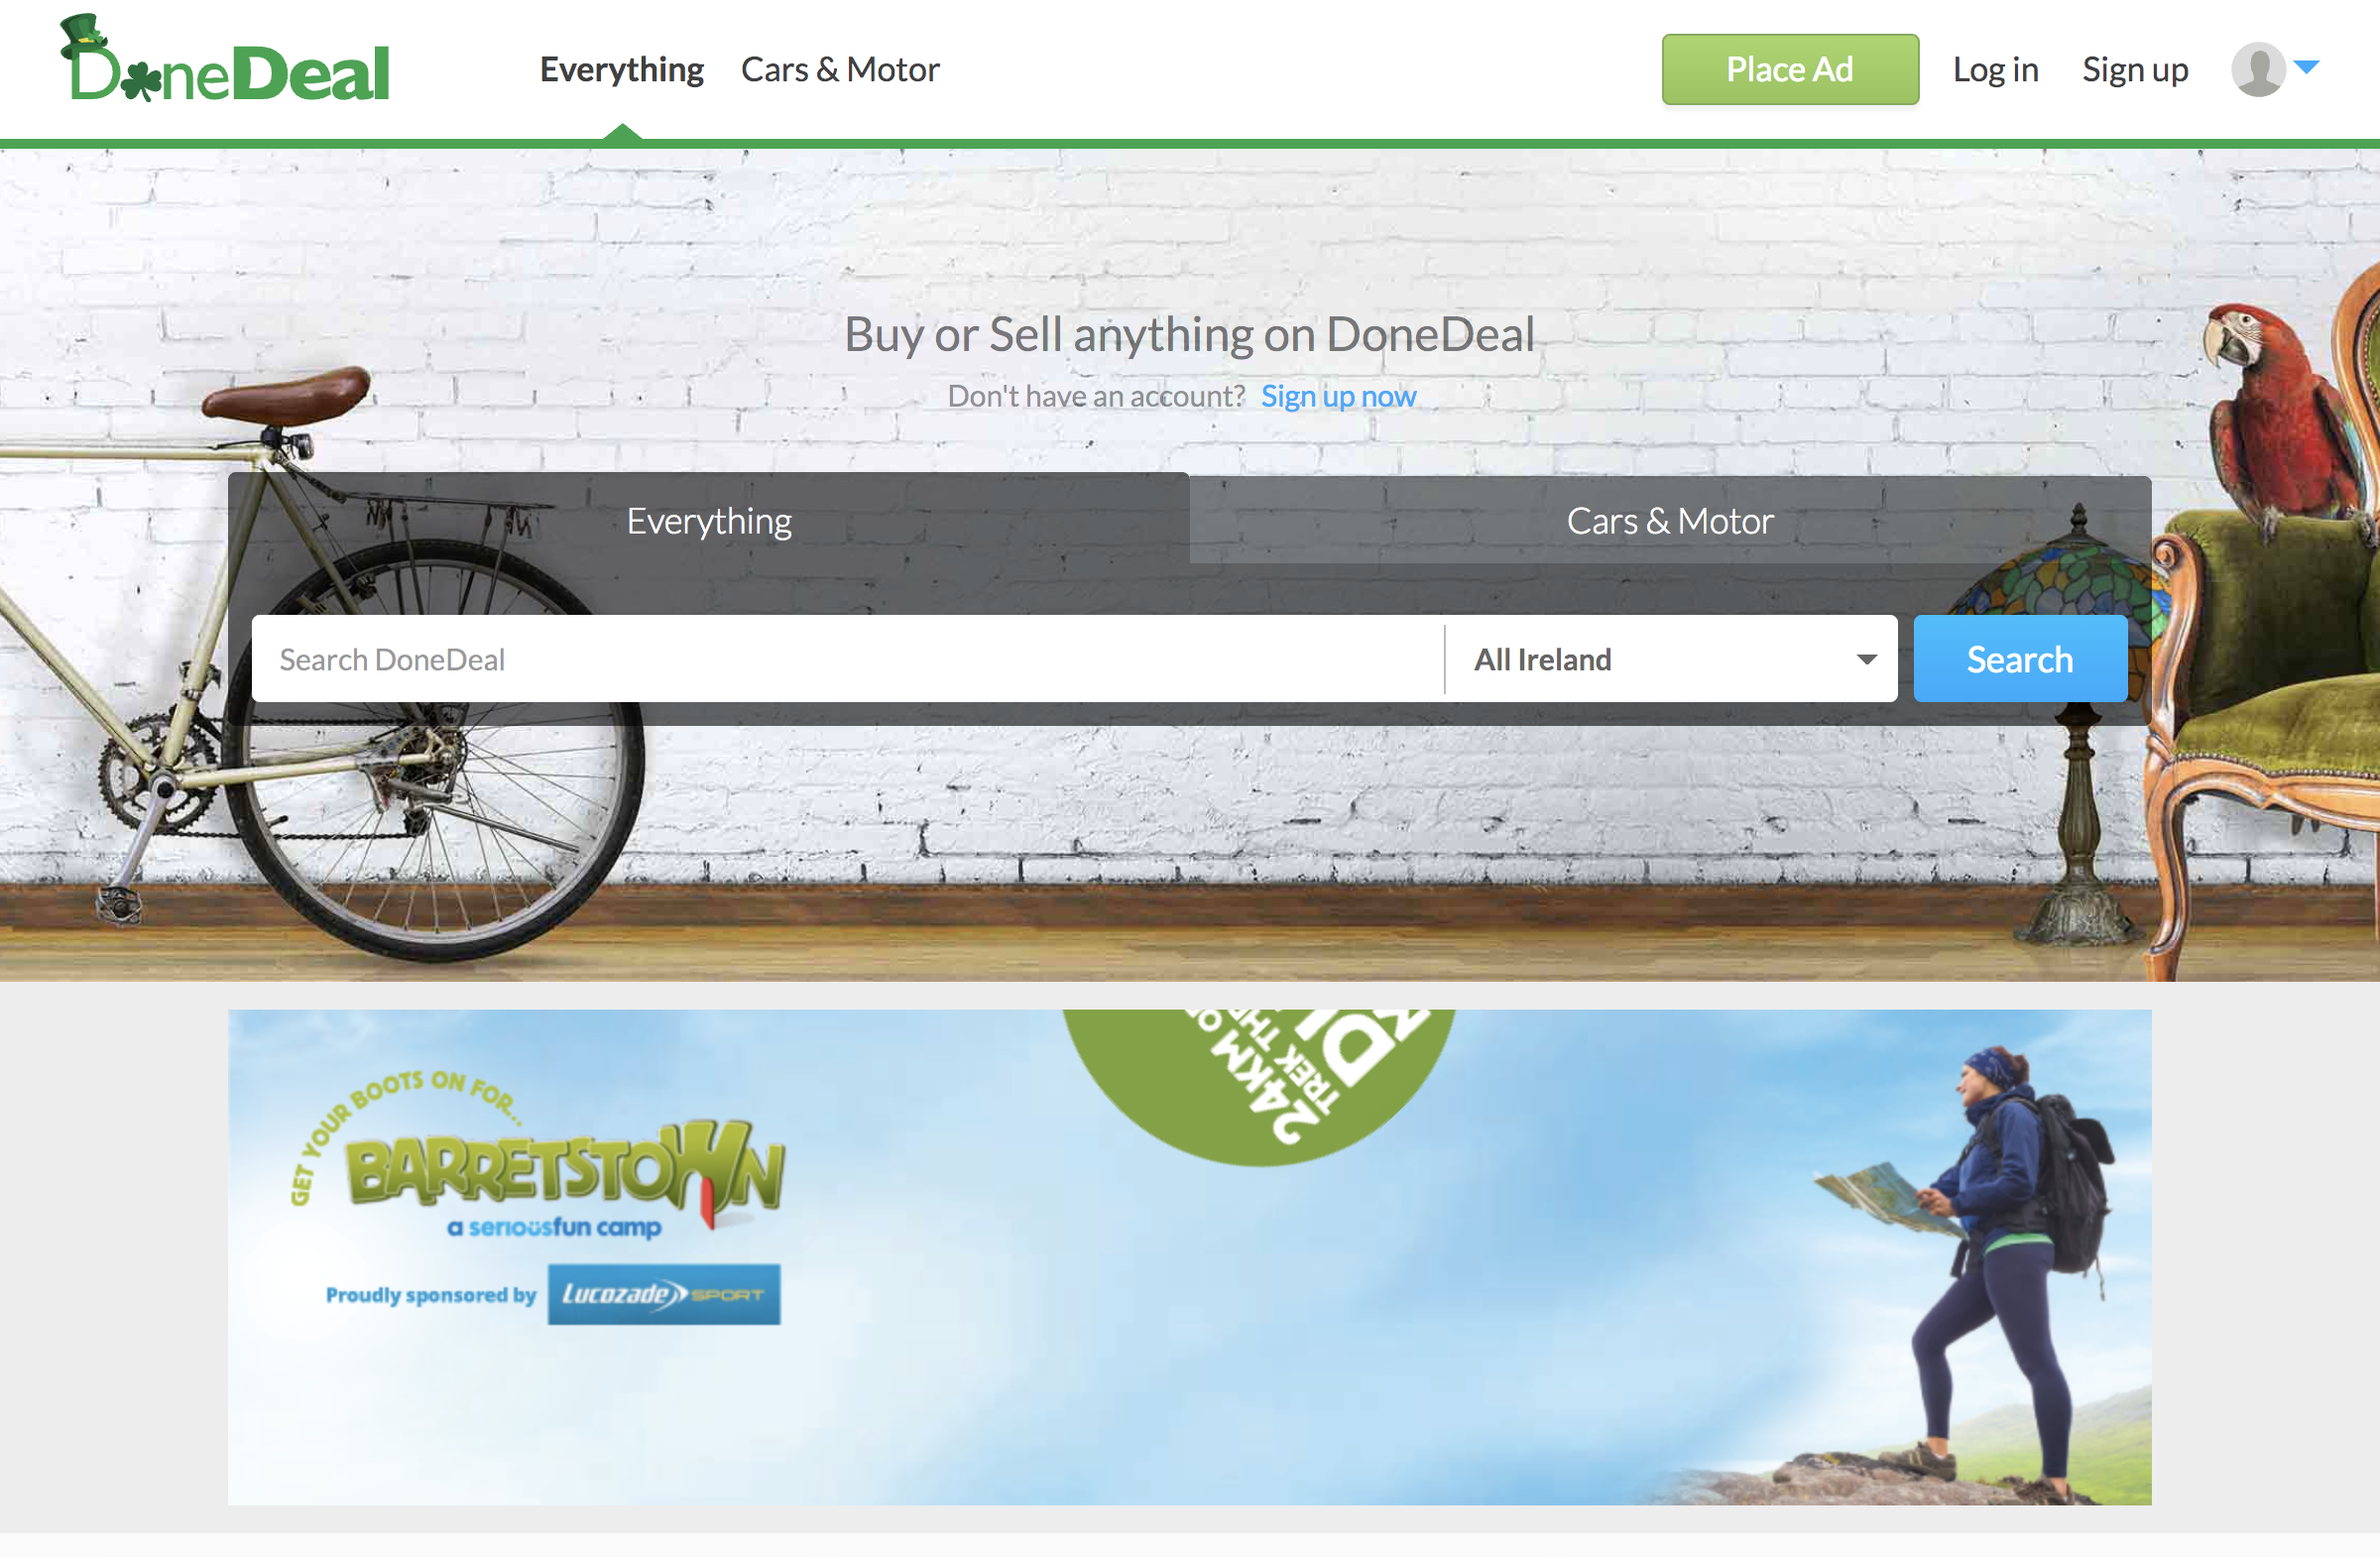 DoneDeal
Everything
Cars & Motor
Place Ad
Log in
Sign up
Buy or Sell anything on DoneDeal
Don't have an account? Sign up now
Everything
Cars & Motor
Search DoneDeal
All Ireland
Search
GET YOUR BOOTS ON FOR...
BARRETSTOWN
a seriousfun camp
Proudly sponsored by
Lucozade SPORT
24KM
TREK